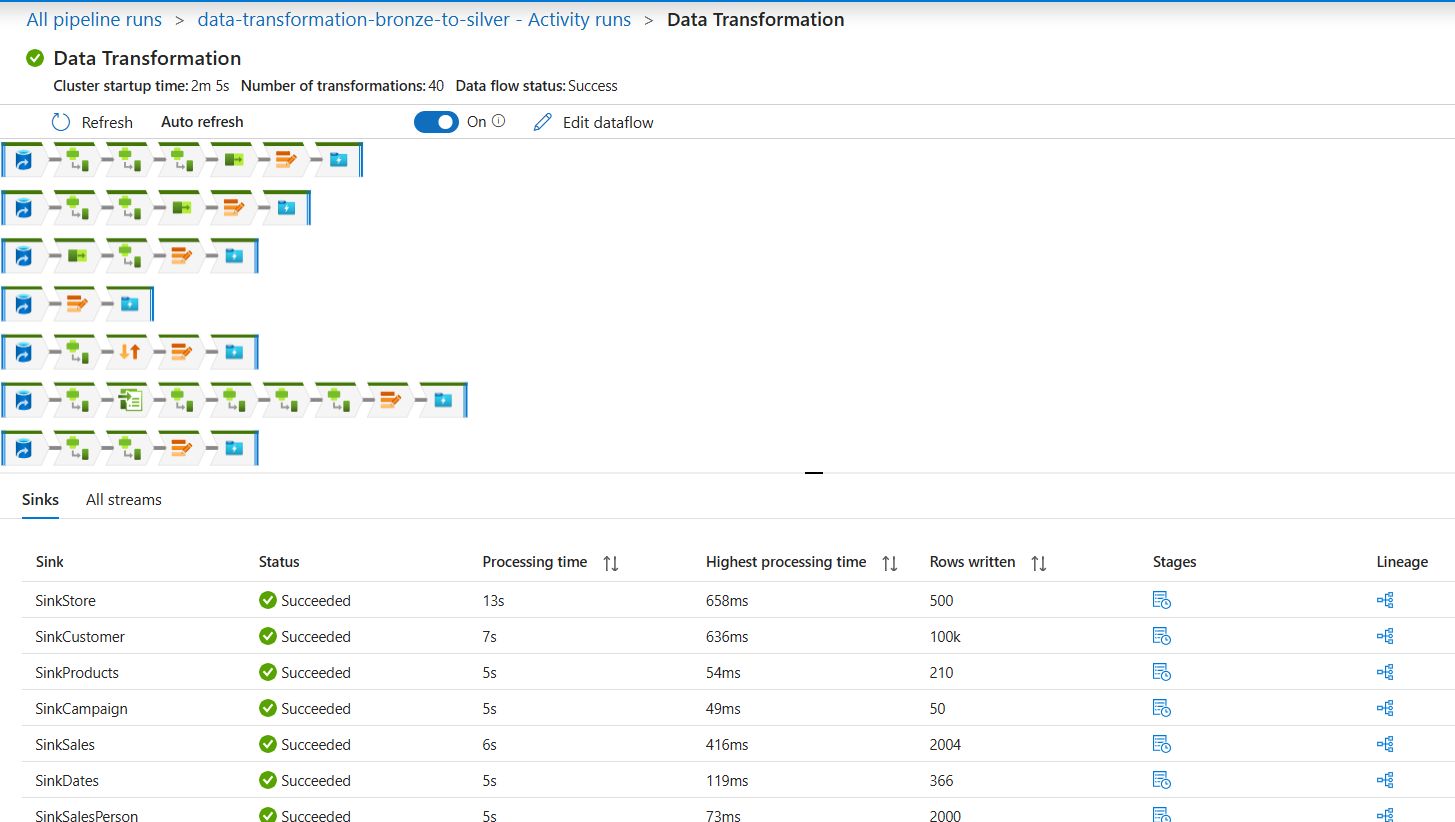 All pipeline runs > data-transformation-bronze-to-silver - Activity runs > Data Transformation
Data Transformation
Cluster startup time: 2m 5s Number of transformations: 40 Data flow status: Success
Refresh Auto refresh On Edit dataflow
Sinks All streams
Sink Status Processing time Highest processing time Rows written Stages Lineage
SinkStore Succeeded 13s 658ms 500
SinkCustomer Succeeded 7s 636ms 100k
SinkProducts Succeeded 5s 54ms 210
SinkCampaign Succeeded 5s 49ms 50
SinkSales Succeeded 6s 416ms 2004
SinkDates Succeeded 5s 119ms 366
SinkSalesPerson Succeeded 5s 73ms 2000